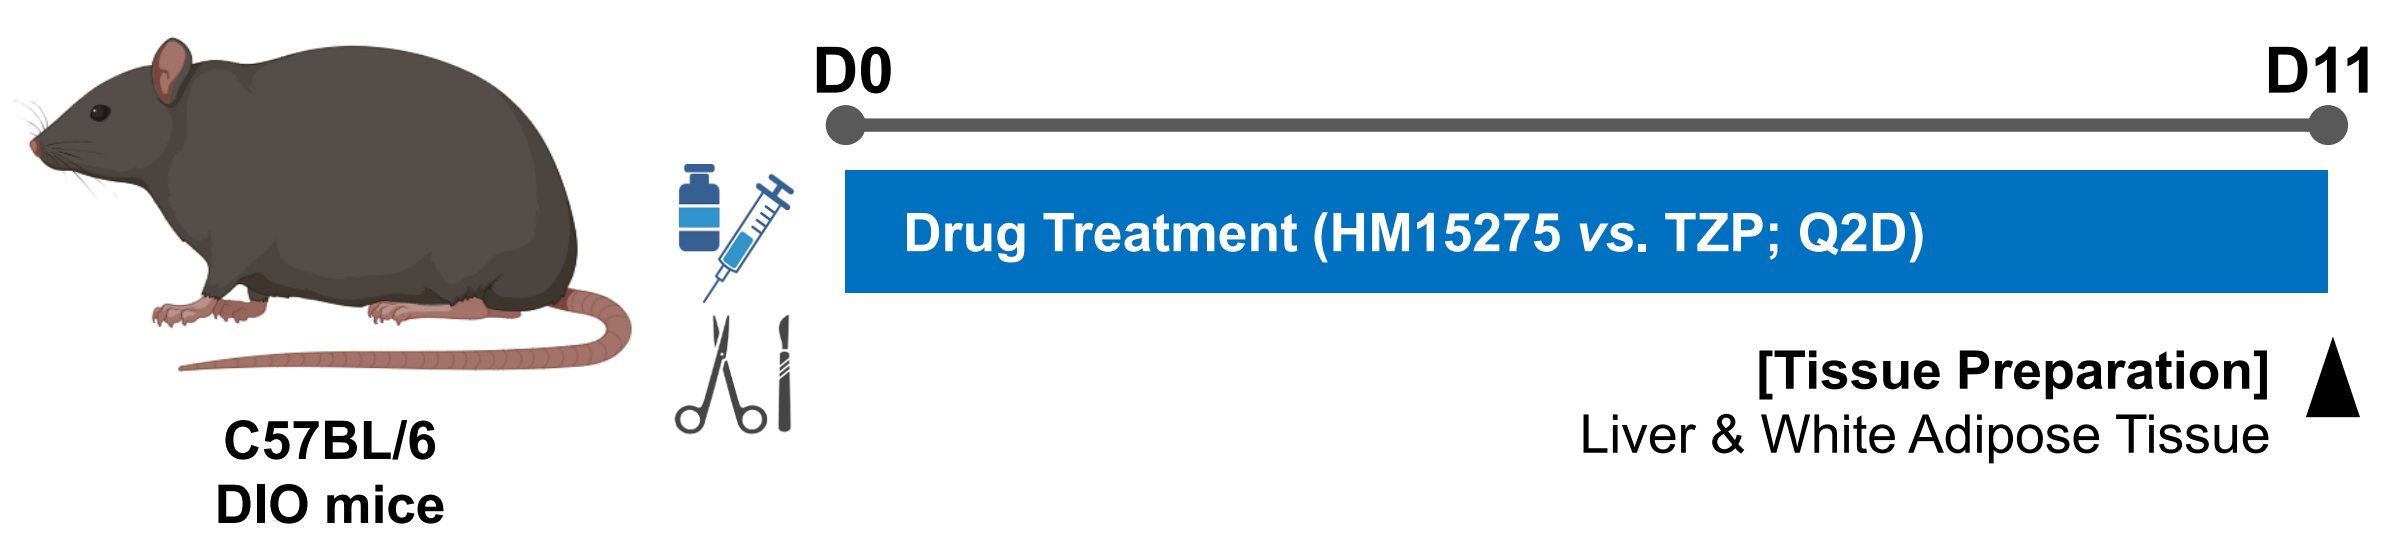 D0
D11
Drug Treatment (HM15275 vs. TZP; Q2D)
[Tissue Preparation]
Liver & White Adipose Tissue
C57BL/6
DIO mice